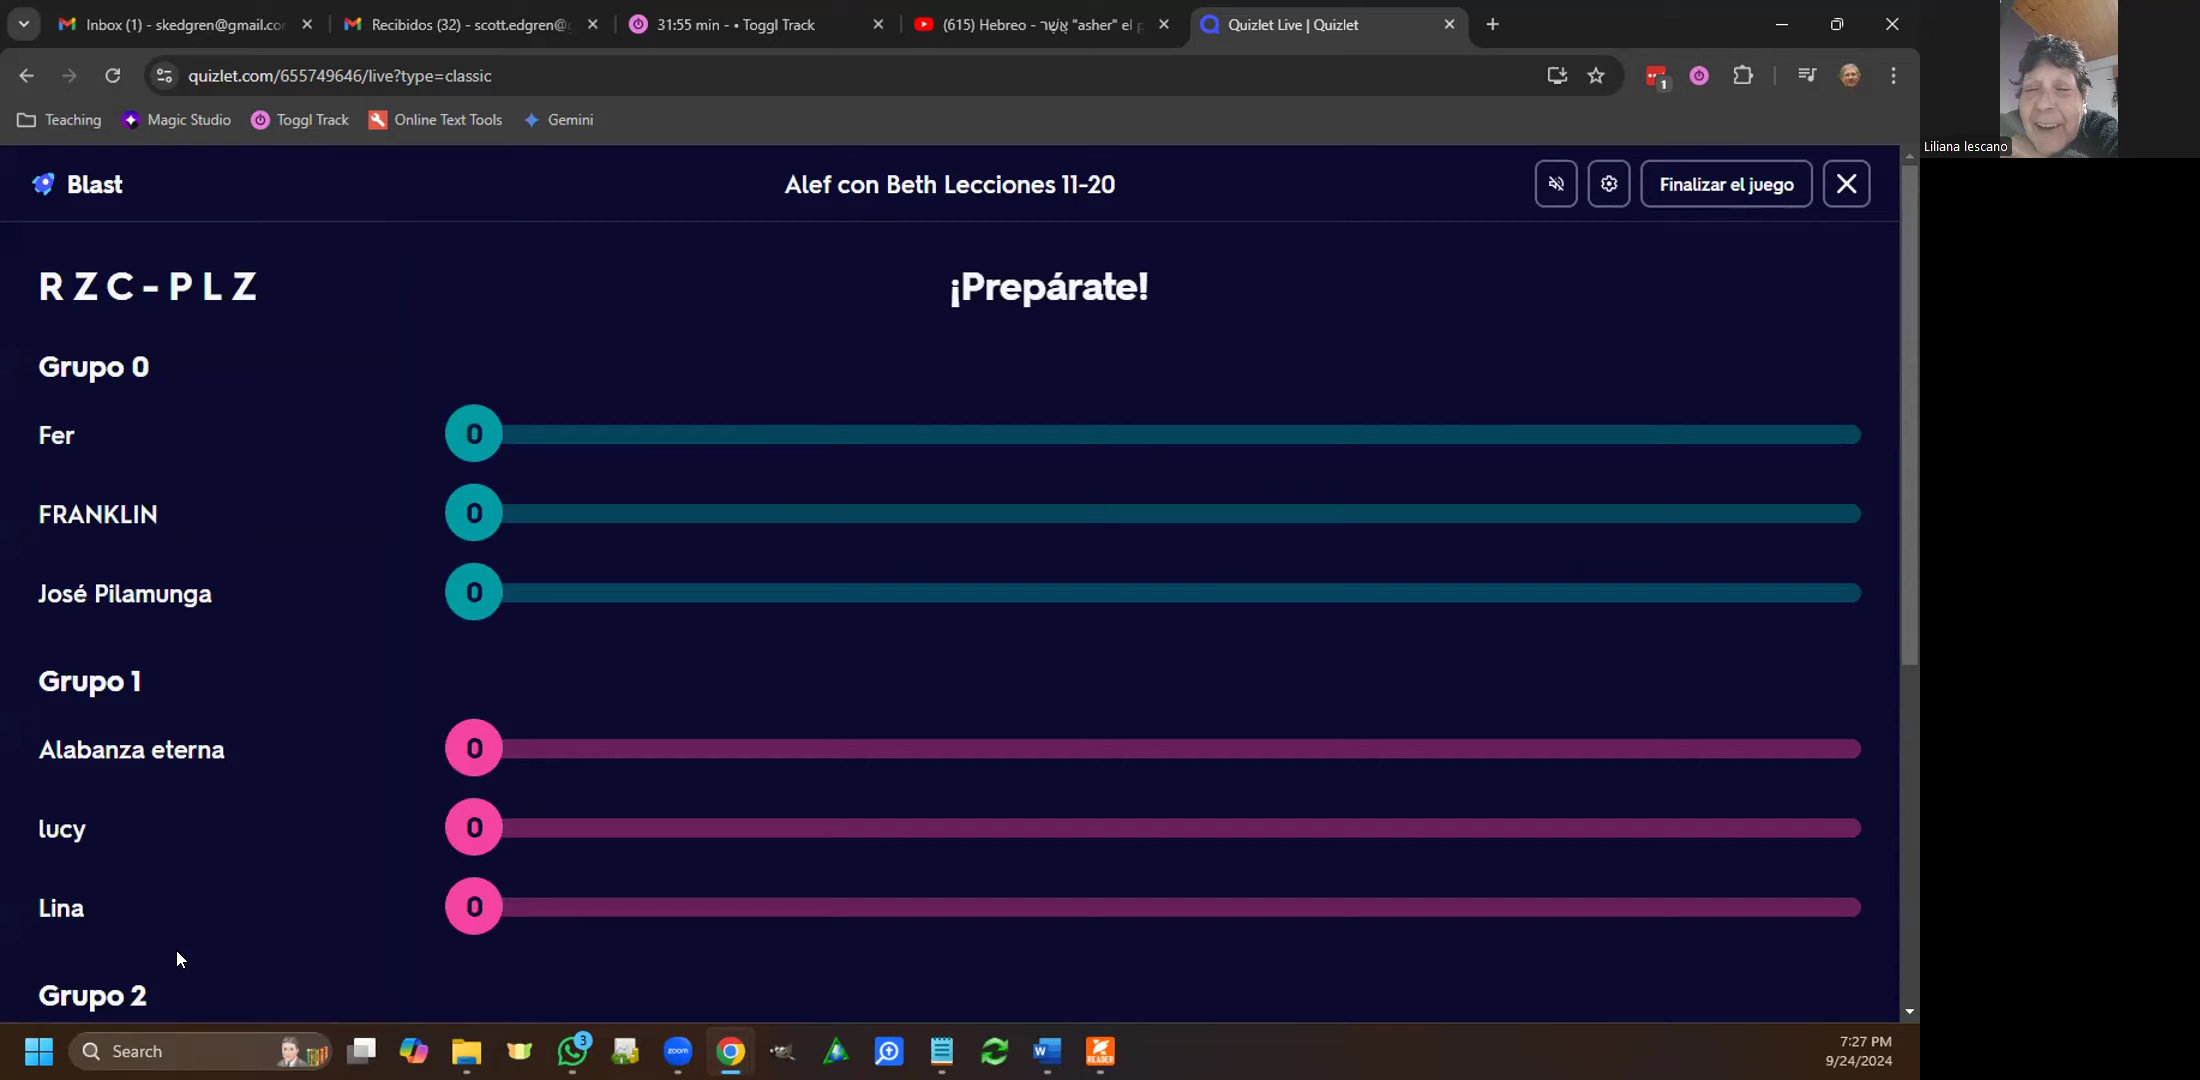 Inbox (1) - skedgren@gmail.co
Recibidos (32) - scott.edgren@
31:55 min - • Toggl Track
(615) Hebreo - אֲשֶׁר "asher" el p
Quizlet Live | Quizlet
quizlet.com/655749646/live?type=classic
1
Teaching
Magic Studio
Toggl Track
Online Text Tools
Gemini
Liliana lescano
Blast
Alef con Beth Lecciones 11-20
Finalizar el juego
RZC-PLZ
¡Prepárate!
Grupo 0
Fer
0
FRANKLIN
0
José Pilamunga
0
Grupo 1
Alabanza eterna
0
lucy
0
Lina
0
Grupo 2
Search
3
zoom
W
READER
7:27 PM
9/24/2024